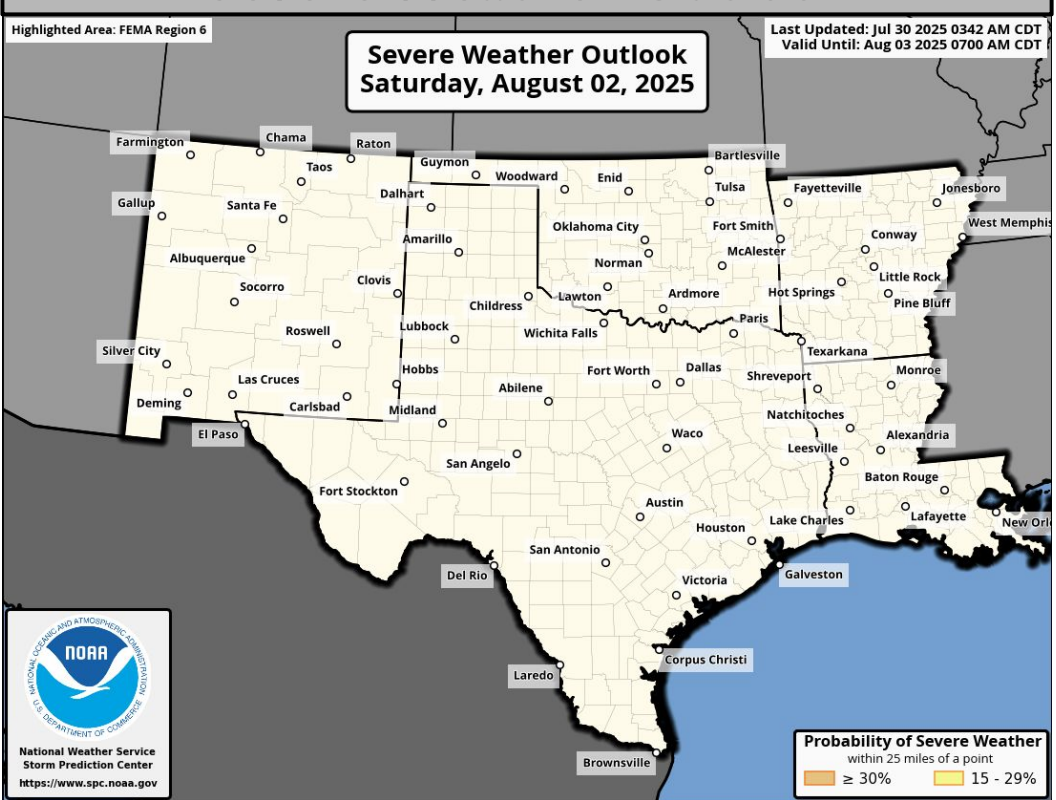 Highlighted Area: FEMA Region 6
Last Updated: Jul 30 2025 0342 AM CDT
Valid Until: Aug 03 2025 0700 AM CDT
Severe Weather Outlook
Saturday, August 02, 2025
Farmington
Chama
Raton
Taos
Guymon
Woodward
Enid
Bartlesville
Tulsa
Fayetteville
Jonesboro
Gallup
Santa Fe
Dalhart
Oklahoma City
Fort Smith
West Memphis
Albuquerque
Amarillo
Norman
McAlester
Conway
Socorro
Clovis
Childress
Lawton
Ardmore
Hot Springs
Little Rock
Pine Bluff
Roswell
Lubbock
Wichita Falls
Paris
Texarkana
Silver City
Las Cruces
Hobbs
Abilene
Fort Worth
Dallas
Shreveport
Monroe
Deming
Carlsbad
Midland
Natchitoches
El Paso
San Angelo
Waco
Leesville
Alexandria
Fort Stockton
Austin
Baton Rouge
Houston
Lake Charles
Lafayette
New Orl
Del Rio
San Antonio
Victoria
Galveston
Laredo
Corpus Christi
Brownsville
NATIONAL OCEANIC AND ATMOSPHERIC ADMINISTRATION
NOAA
U.S. DEPARTMENT OF COMMERCE
National Weather Service
Storm Prediction Center
https://www.spc.noaa.gov
Probability of Severe Weather
within 25 miles of a point
≥ 30%
15 - 29%